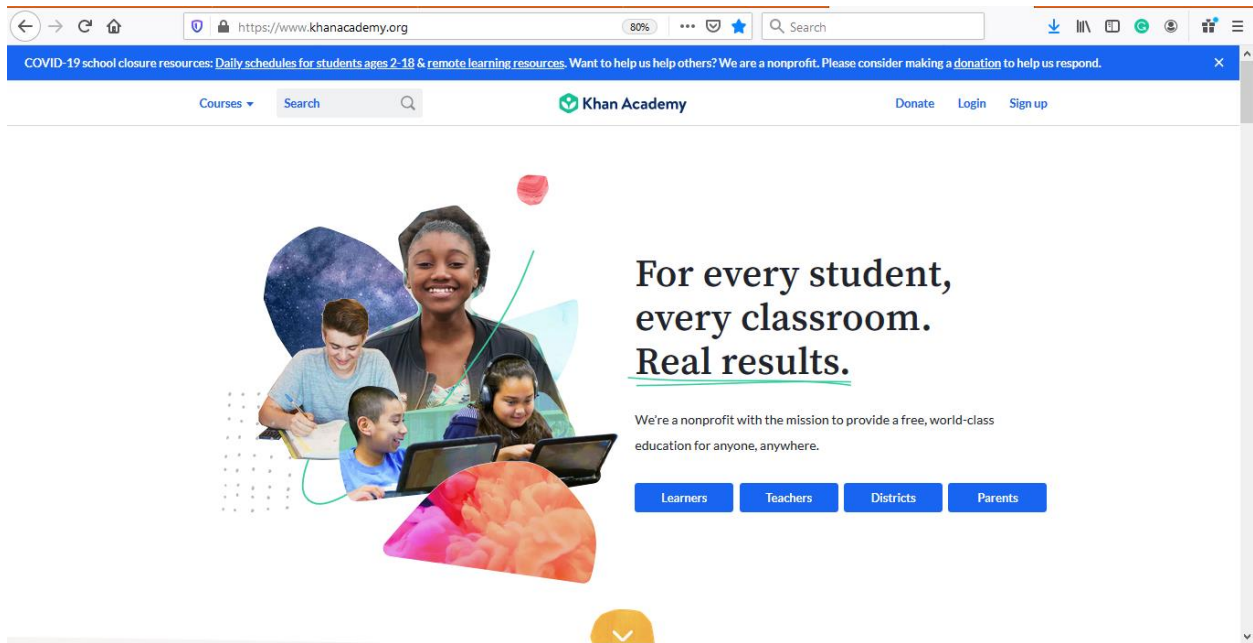 https://www.khanacademy.org 80% Search
COVID-19 school closure resources: Daily schedules for students ages 2-18 & remote learning resources. Want to help us help others? We are a nonprofit. Please consider making a donation to help us respond.
Courses Search Khan Academy Donate Login Sign up
For every student,
every classroom.
Real results.
We're a nonprofit with the mission to provide a free, world-class
education for anyone, anywhere.
Learners Teachers Districts Parents